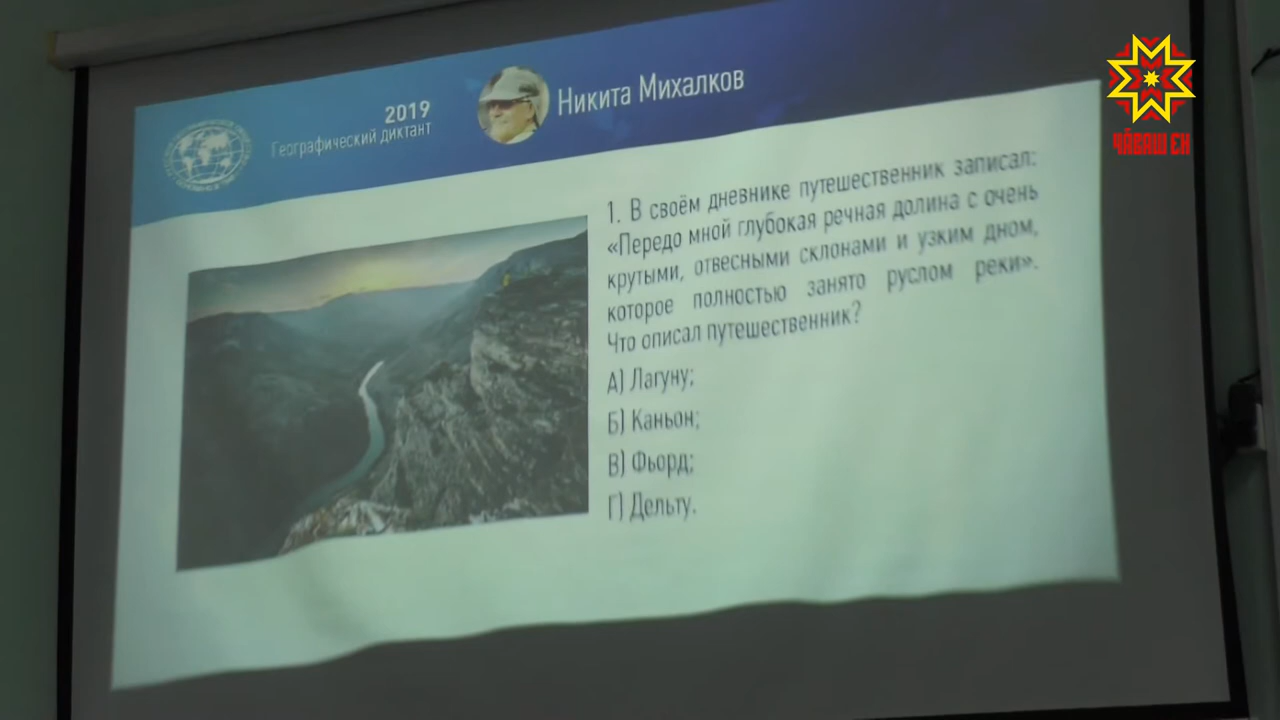 2019
Географический диктант
Никита Михалков
ЧӐВАШ ЕН
1. В своём дневнике путешественник записал:
«Передо мной глубокая речная долина с очень
крутыми, отвесными склонами и узким дном,
которое полностью занято руслом реки».
Что описал путешественник?
А) Лагуну;
Б) Каньон;
В) Фьорд;
Г) Дельту.